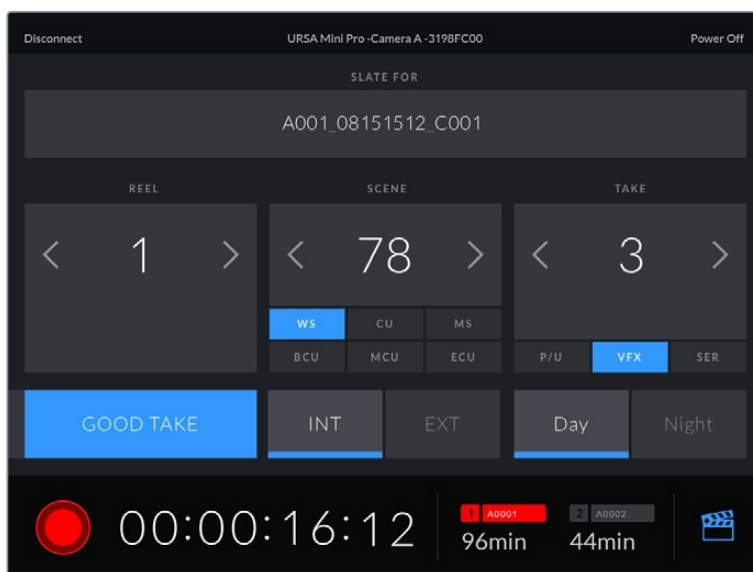 Disconnect URSA Mini Pro -Camera A -3198FC00 Power Off
SLATE FOR
A001_08151512_C001
REEL SCENE TAKE
< 1 > < 78 > < 3 >
WS CU MS
BCU MCU ECU P/U VFX SER
GOOD TAKE INT EXT Day Night
00:00:16:12
1 A0001 2 A0002
96min 44min